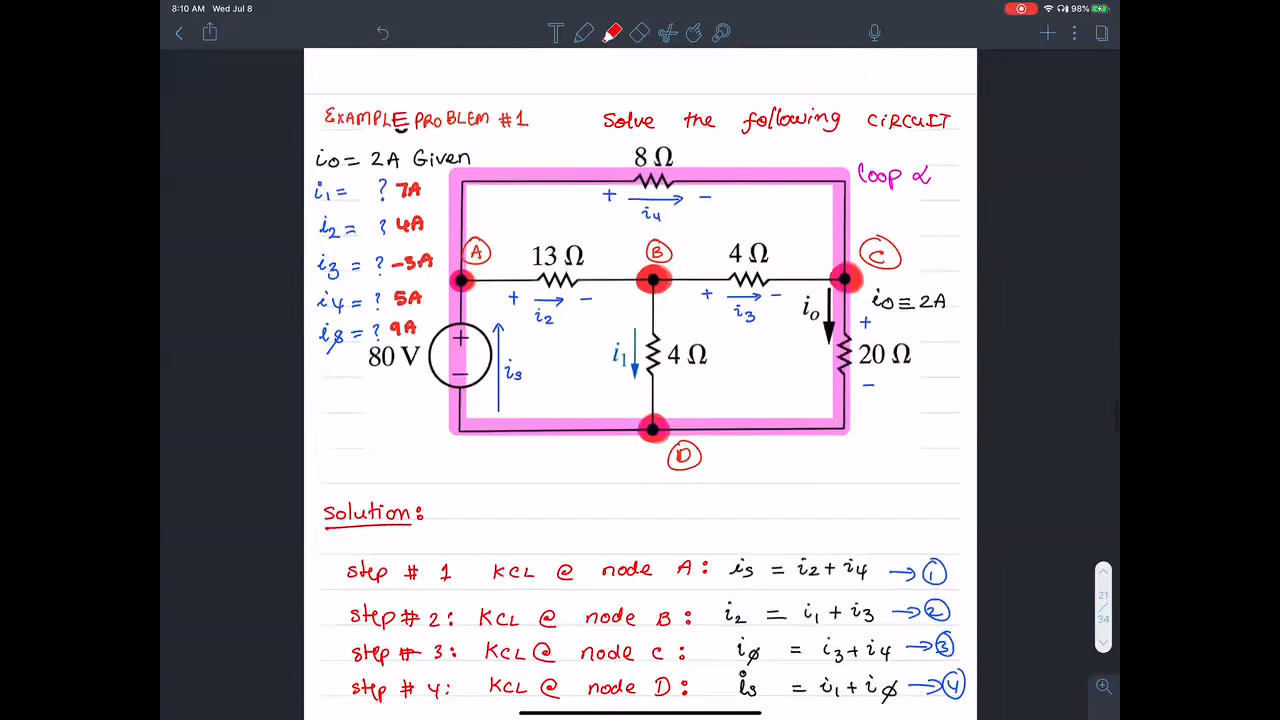 8:10 AM Wed Jul 8
98%
EXAMPLE PROBLEM #1 Solve the following CIRCUIT
io = 2A Given
i1 = ? 7A
i2 = ? 4A
i3 = ? -3A
i4 = ? 5A
? 9A
8 Ω
loop α
+ i4 -
A
13 Ω
B
4 Ω
C
+ i2 -
+ i3 -
io
io = 2A
80 V
+
-
is
i1
4 Ω
+
20 Ω
-
D
Solution:
step # 1 KCL @ node A: is = i2 + i4 → 1
step # 2: KCL @ node B: i2 = i1 + i3 → 2
step # 3: KCL @ node C: iø = i3 + i4 → 3
step # 4: KCL @ node D: is = i1 + iø → 4
21
/
34